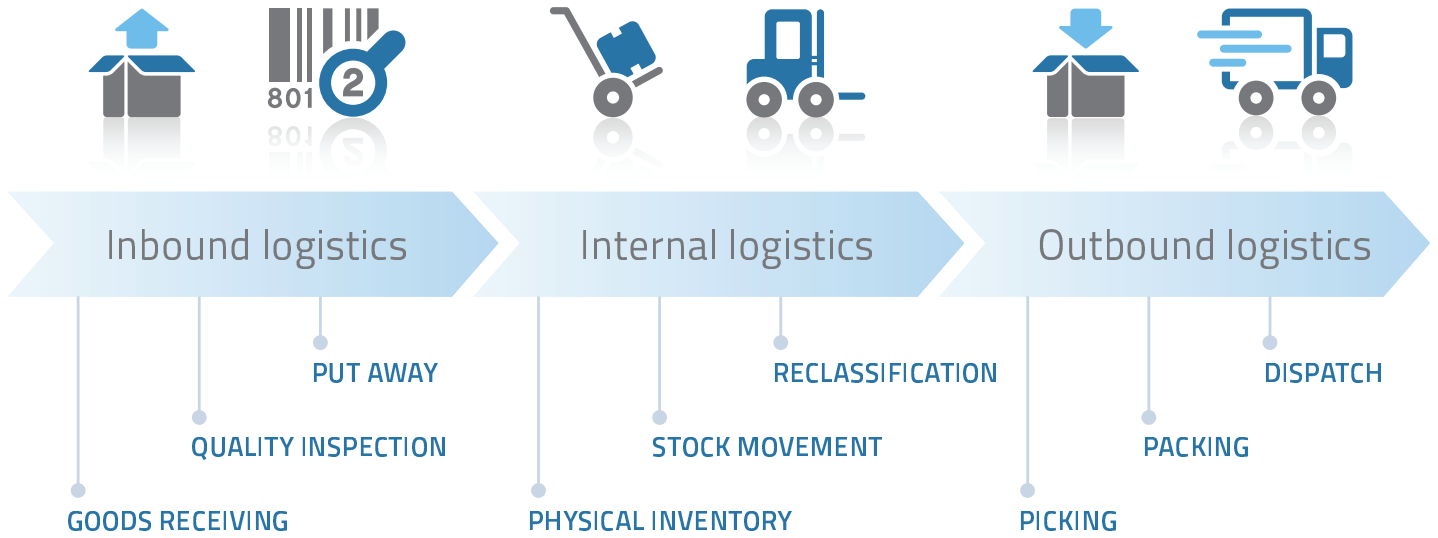 801
2
Inbound logistics
Internal logistics
Outbound logistics
PUT AWAY
RECLASSIFICATION
DISPATCH
QUALITY INSPECTION
STOCK MOVEMENT
PACKING
GOODS RECEIVING
PHYSICAL INVENTORY
PICKING